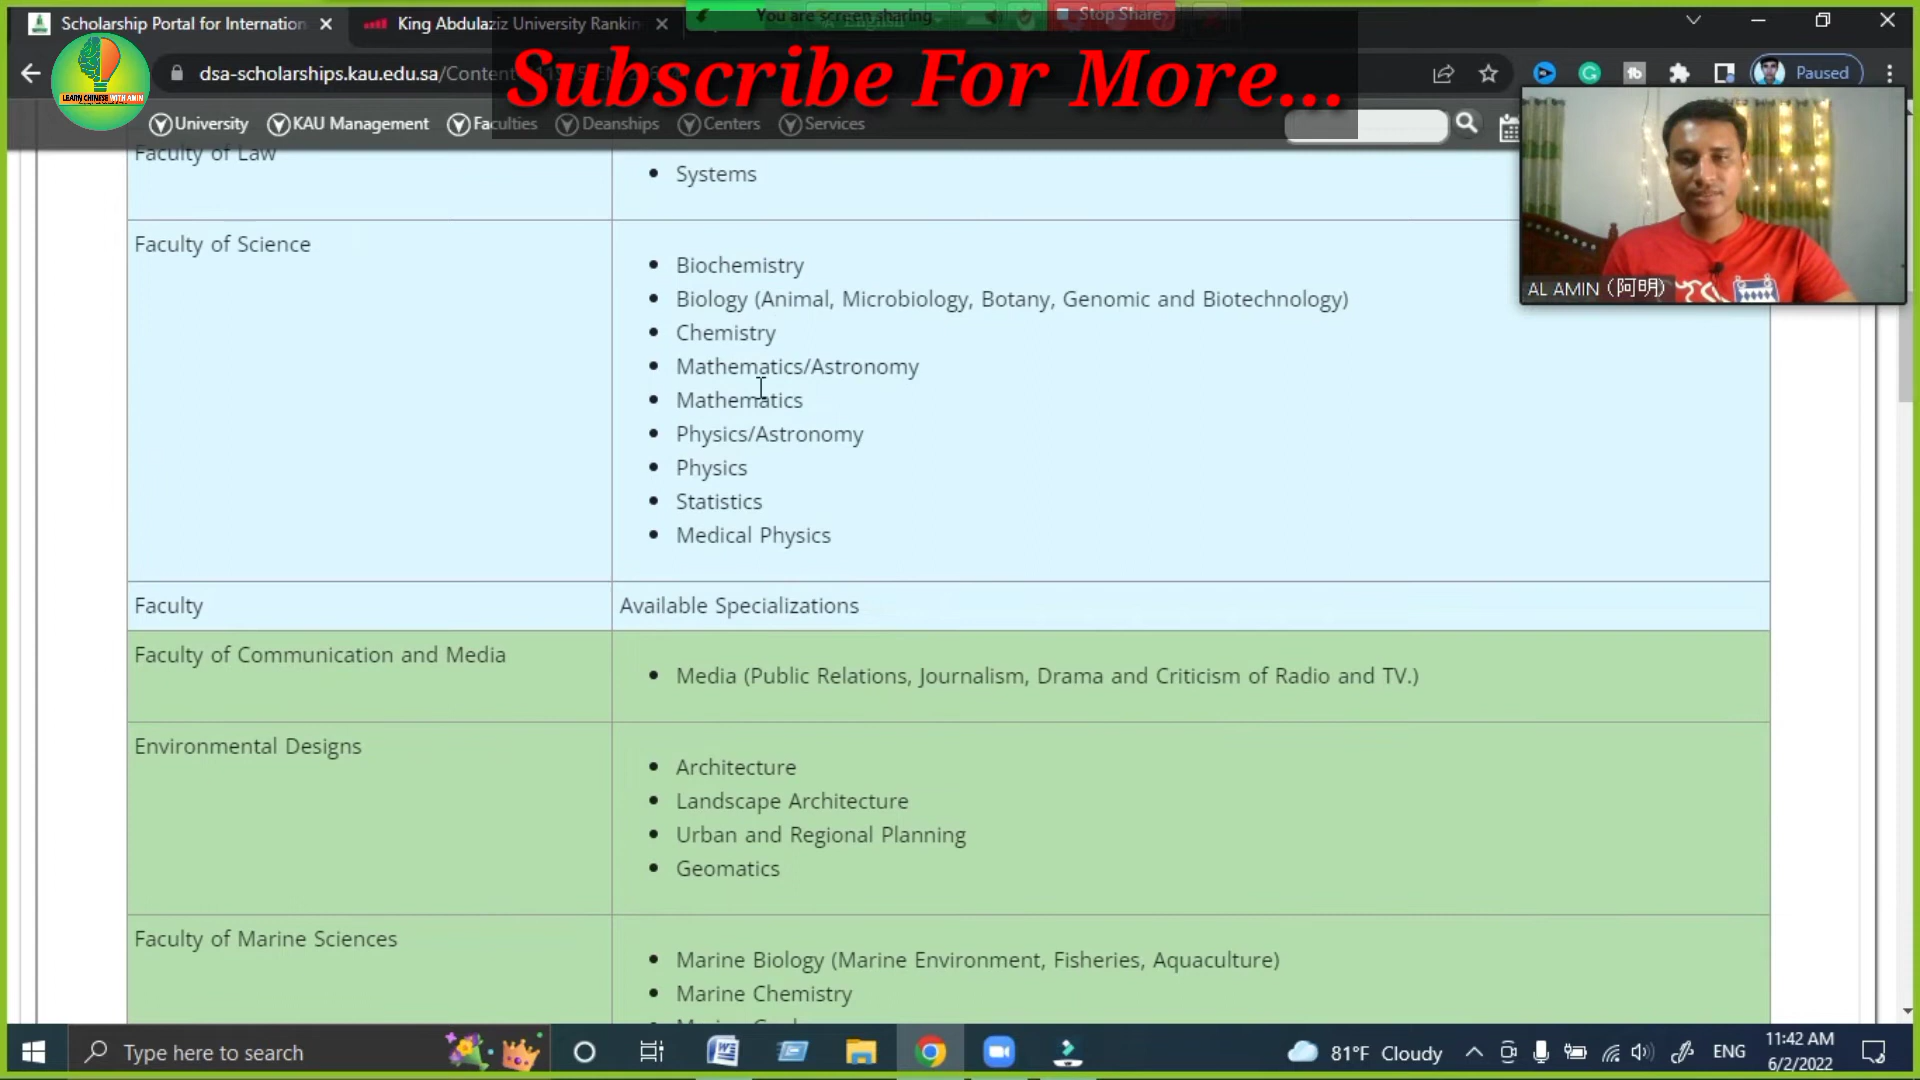 Scholarship Portal for Internation
King Abdulaziz University Rankin
You are screen sharing
Stop Share
English
dsa-scholarships.kau.edu.sa/Content
Paused
Subscribe For More...
LEARN CHINESE WITH AMIN
University
KAU Management
Faculties
Deanships
Centers
Services
AL AMIN（阿明）
Faculty of Law
Systems
Faculty of Science
Biochemistry
Biology (Animal, Microbiology, Botany, Genomic and Biotechnology)
Chemistry
Mathematics/Astronomy
Mathematics
Physics/Astronomy
Physics
Statistics
Medical Physics
Faculty
Available Specializations
Faculty of Communication and Media
Media (Public Relations, Journalism, Drama and Criticism of Radio and TV.)
Environmental Designs
Architecture
Landscape Architecture
Urban and Regional Planning
Geomatics
Faculty of Marine Sciences
Marine Biology (Marine Environment, Fisheries, Aquaculture)
Marine Chemistry
Type here to search
81°F Cloudy
ENG
11:42 AM
6/2/2022